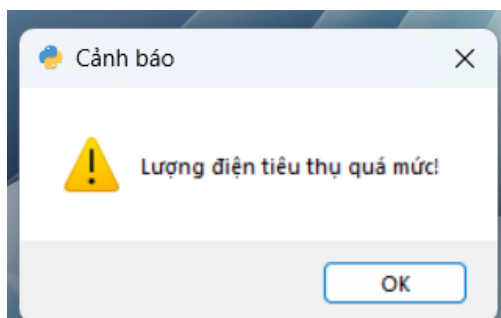 Cảnh báo
Lượng điện tiêu thụ quá mức!
OK